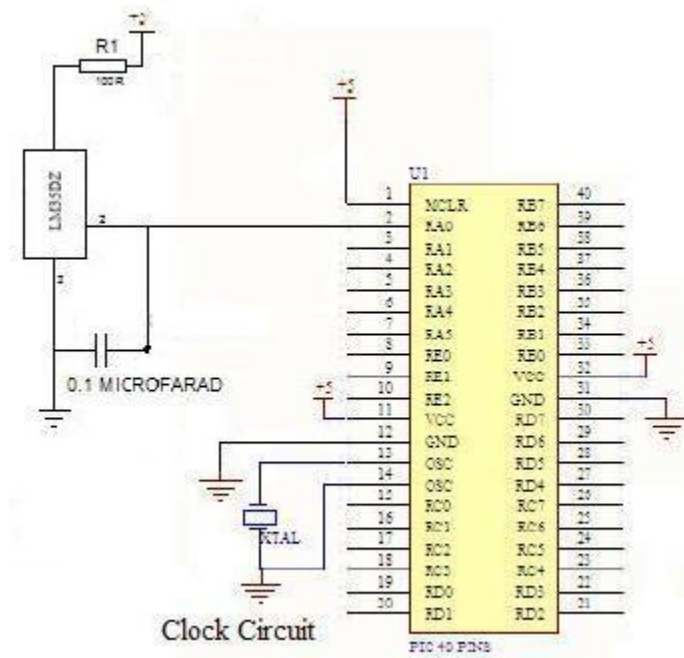 +5
R1
100R
+5
LM35DZ
2
3
0.1 MICROFARAD
U1
1 MCLR RB7 40
2 RA0 RB6 39
3 RA1 RB5 38
4 RA2 RB4 37
5 RA3 RB3 36
6 RA4 RB2 35
7 RA5 RB1 34
8 RE0 RB0 33
9 RE1 VCC 32
+5
10 RE2 GND 31
+5
11 VCC RD7 30
12 GND RD6 29
13 OSC RD5 28
14 OSC RD4 27
15 RC0 RC7 26
16 RC1 RC6 25
17 RC2 RC5 24
18 RC3 RC4 23
19 RD0 RD3 22
20 RD1 RD2 21
XTAL
Clock Circuit
PIC 40 PINS